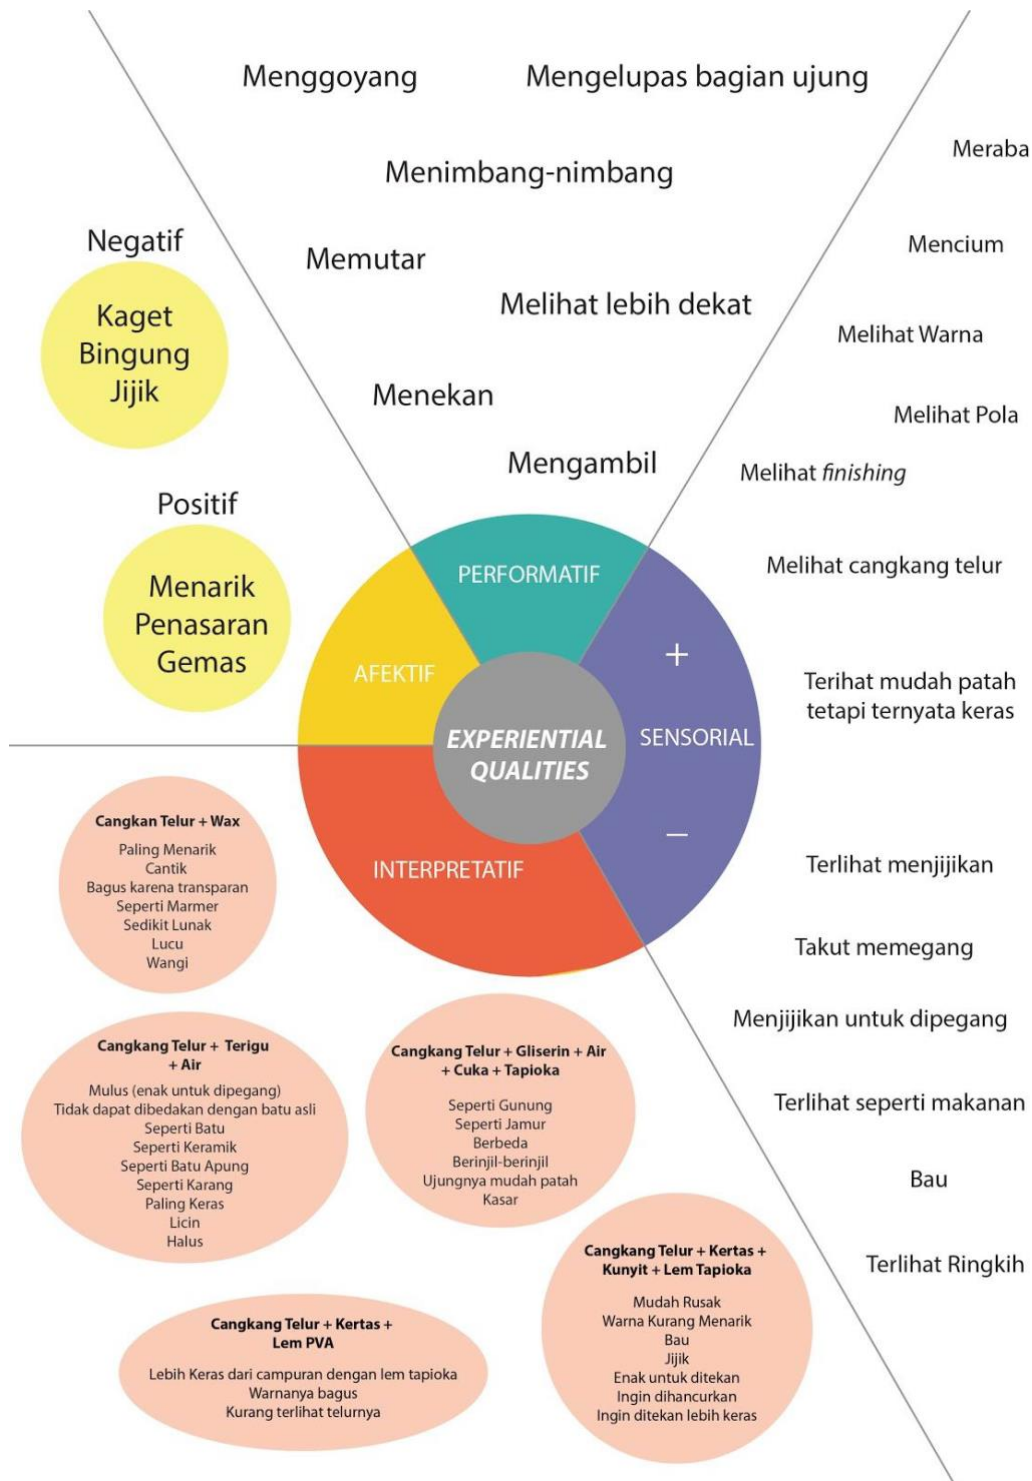 Menggoyang
Mengelupas bagian ujung
Menimbang-nimbang
Memutar
Melihat lebih dekat
Menekan
Mengambil
Negatif
Kaget
Bingung
Jijik
Positif
Menarik
Penasaran
Gemas
Meraba
Mencium
Melihat Warna
Melihat Pola
Melihat finishing
Melihat cangkang telur
Terihat mudah patah
tetapi ternyata keras
PERFORMATIF
AFEKTIF
+
SENSORIAL
−
EXPERIENTIAL
QUALITIES
INTERPRETATIF
Terlihat menjijikan
Takut memegang
Menjijikan untuk dipegang
Terlihat seperti makanan
Bau
Terlihat Ringkih
Cangkan Telur + Wax
Paling Menarik
Cantik
Bagus karena transparan
Seperti Marmer
Sedikit Lunak
Lucu
Wangi
Cangkang Telur + Terigu
+ Air
Mulus (enak untuk dipegang)
Tidak dapat dibedakan dengan batu asli
Seperti Batu
Seperti Keramik
Seperti Batu Apung
Seperti Karang
Paling Keras
Licin
Halus
Cangkang Telur + Gliserin + Air
+ Cuka + Tapioka
Seperti Gunung
Seperti Jamur
Berbeda
Berinjil-berinjil
Ujungnya mudah patah
Kasar
Cangkang Telur + Kertas +
Kunyit + Lem Tapioka
Mudah Rusak
Warna Kurang Menarik
Bau
Jijik
Enak untuk ditekan
Ingin dihancurkan
Ingin ditekan lebih keras
Cangkang Telur + Kertas +
Lem PVA
Lebih Keras dari campuran dengan lem tapioka
Warnanya bagus
Kurang terlihat telurnya